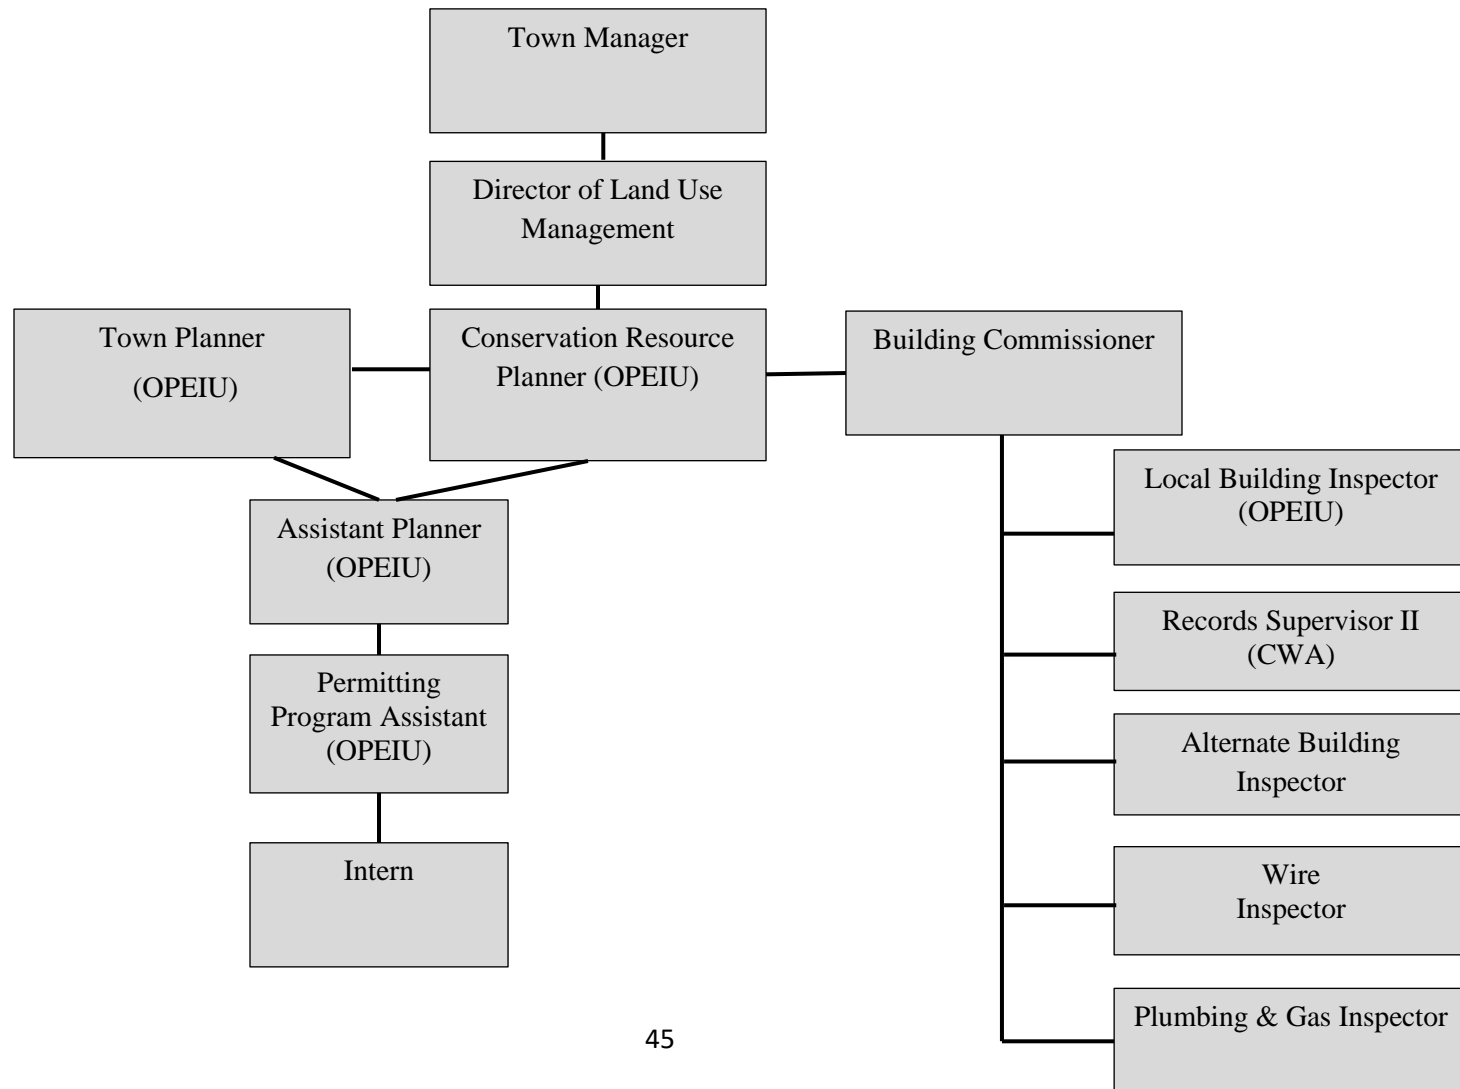 Town Manager
Director of Land Use
Management
Town Planner
(OPEIU)
Conservation Resource
Planner (OPEIU)
Building Commissioner
Local Building Inspector
(OPEIU)
Assistant Planner
(OPEIU)
Records Supervisor II
(CWA)
Permitting
Program Assistant
(OPEIU)
Alternate Building
Inspector
Intern
Wire
Inspector
Plumbing & Gas Inspector
45